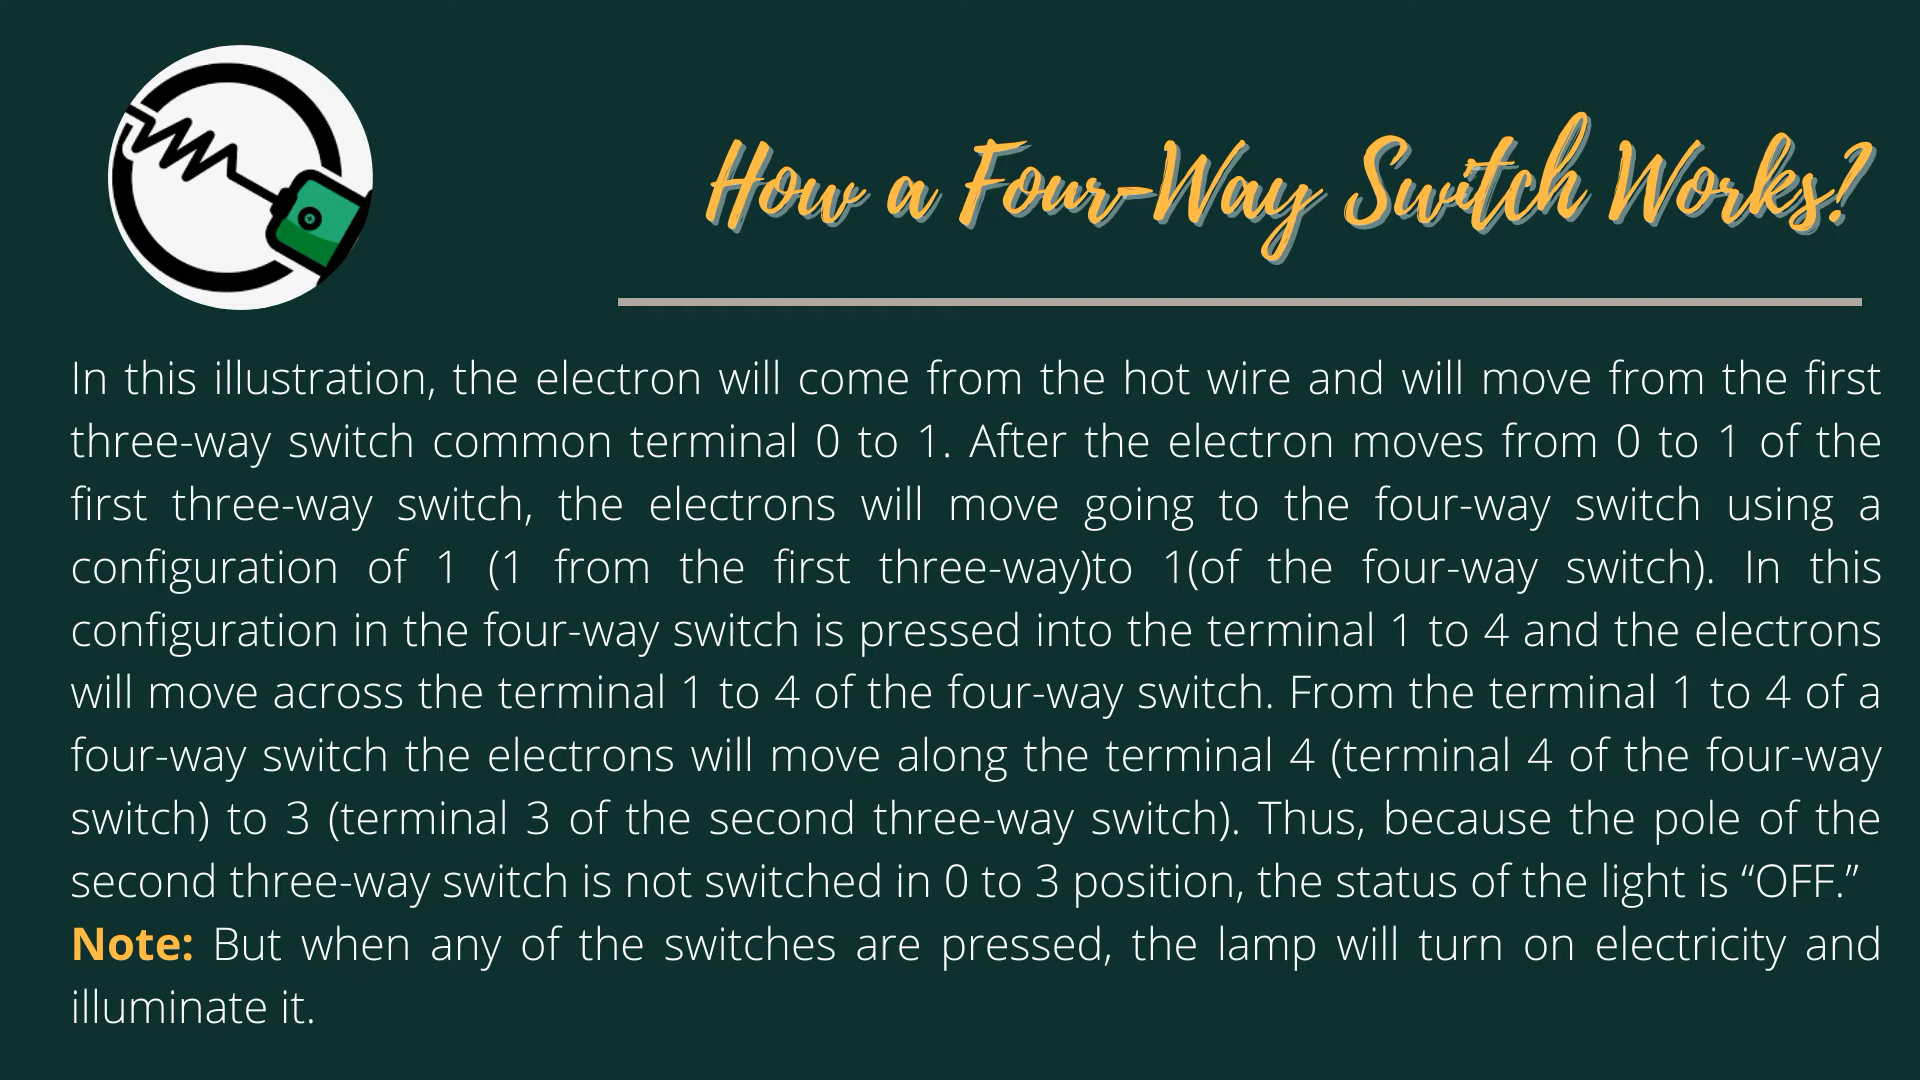 How a Four-Way Switch Works?
In this illustration, the electron will come from the hot wire and will move from the first
three-way switch common terminal 0 to 1. After the electron moves from 0 to 1 of the
first three-way switch, the electrons will move going to the four-way switch using a
configuration of 1 (1 from the first three-way)to 1(of the four-way switch). In this
configuration in the four-way switch is pressed into the terminal 1 to 4 and the electrons
will move across the terminal 1 to 4 of the four-way switch. From the terminal 1 to 4 of a
four-way switch the electrons will move along the terminal 4 (terminal 4 of the four-way
switch) to 3 (terminal 3 of the second three-way switch). Thus, because the pole of the
second three-way switch is not switched in 0 to 3 position, the status of the light is “OFF.”
Note: But when any of the switches are pressed, the lamp will turn on electricity and
illuminate it.